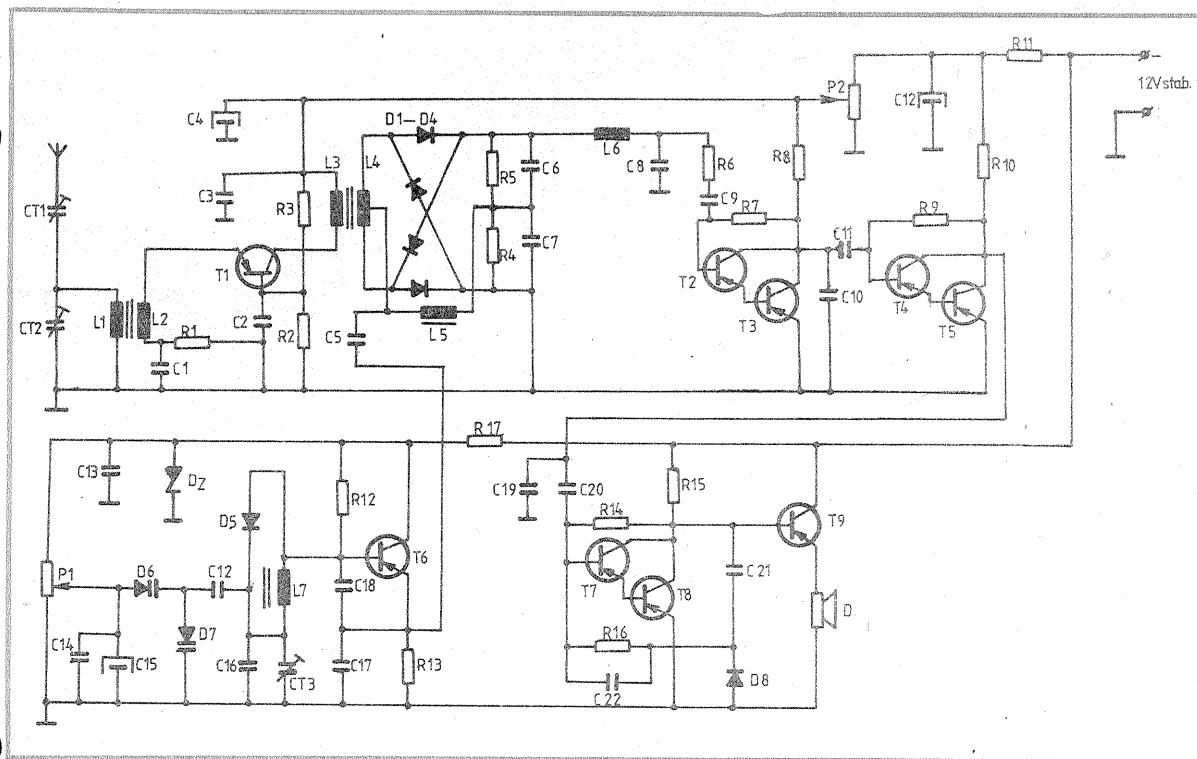 R11
P2
−
12V stab.
C4
D1–D4
C12
L3
L4
L6
C8
R6
R8
R10
C3
R5
C6
CT1
R3
C9
R7
R9
C11
R4
C7
T1
T2
T4
CT2
L1
L2
R1
C2
R2
C5
L5
T3
C10
T5
C1
R17
C13
DZ
R12
C19
C20
R15
D5
R14
T9
T6
P1
D6
C12
L7
C18
T7
T8
C21
D
D7
R16
C14
C15
C16
CT3
C17
R13
D8
C22